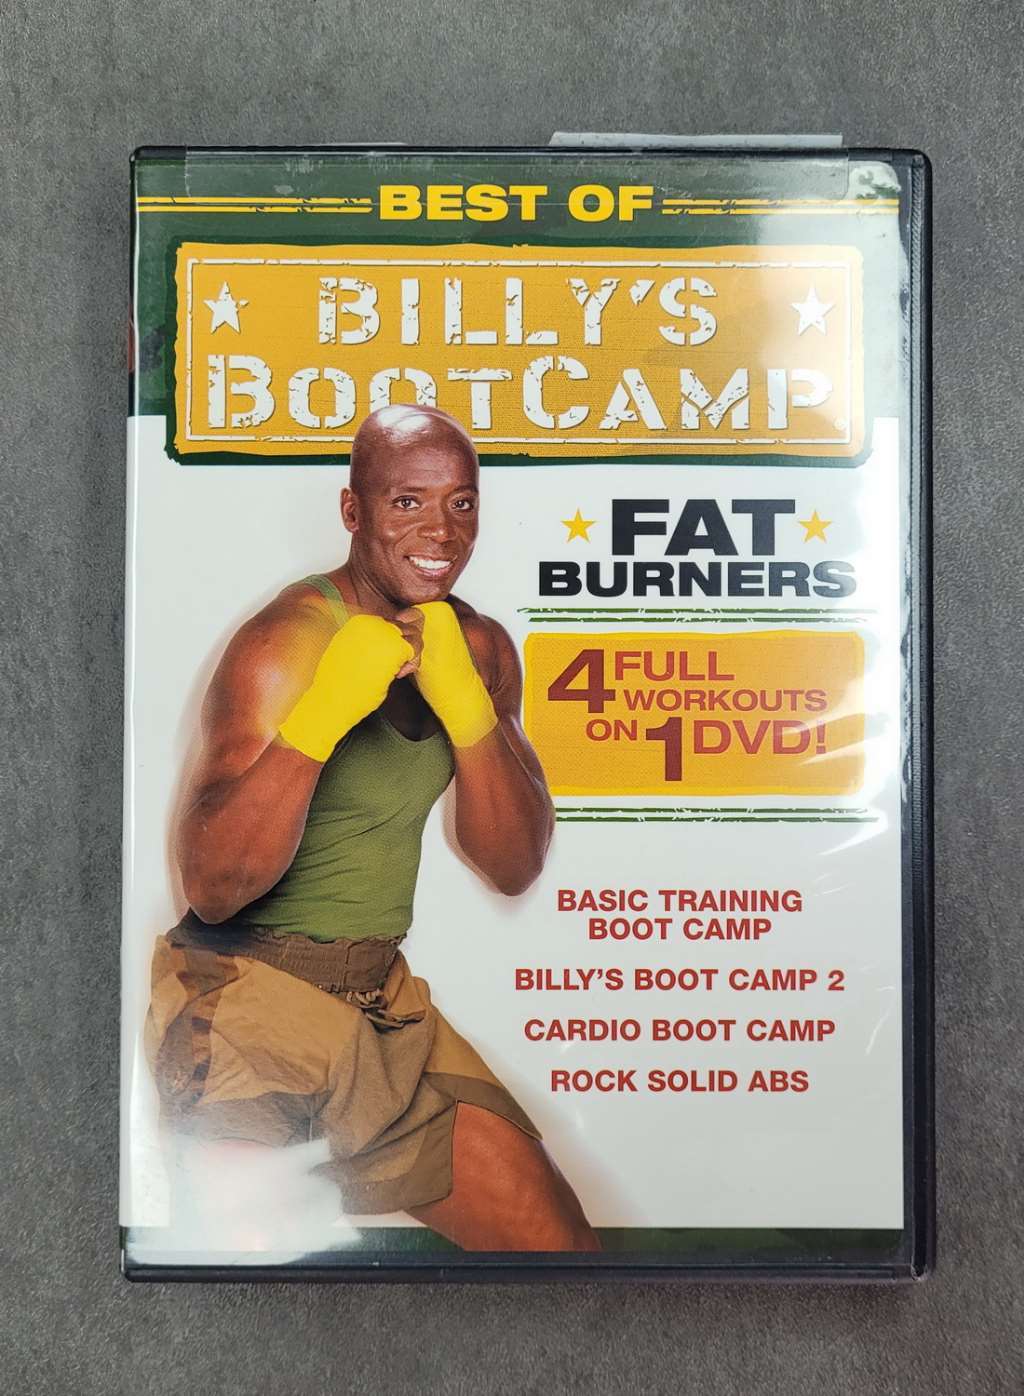 BEST OF
BILLY'S
BOOTCAMP
FAT
BURNERS
4 FULL
WORKOUTS
ON 1 DVD!
BASIC TRAINING
BOOT CAMP
BILLY'S BOOT CAMP 2
CARDIO BOOT CAMP
ROCK SOLID ABS